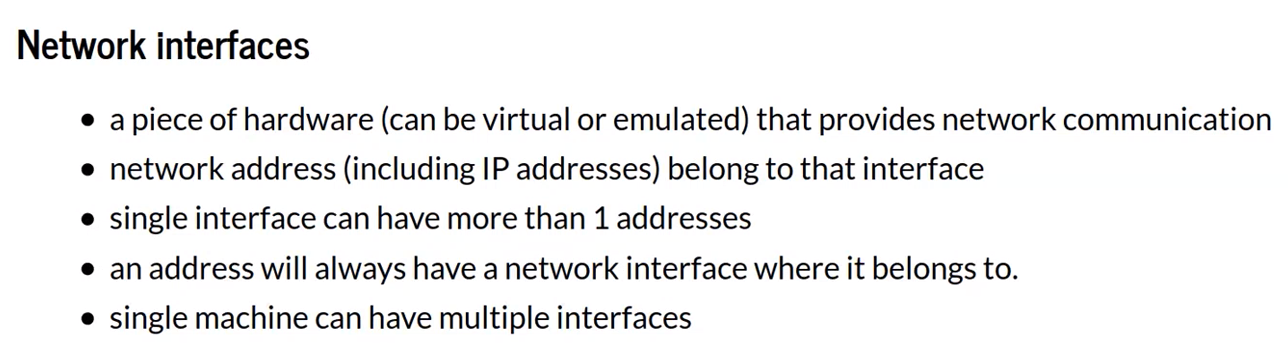 Network interfaces
• a piece of hardware (can be virtual or emulated) that provides network communication
• network address (including IP addresses) belong to that interface
• single interface can have more than 1 addresses
• an address will always have a network interface where it belongs to.
• single machine can have multiple interfaces